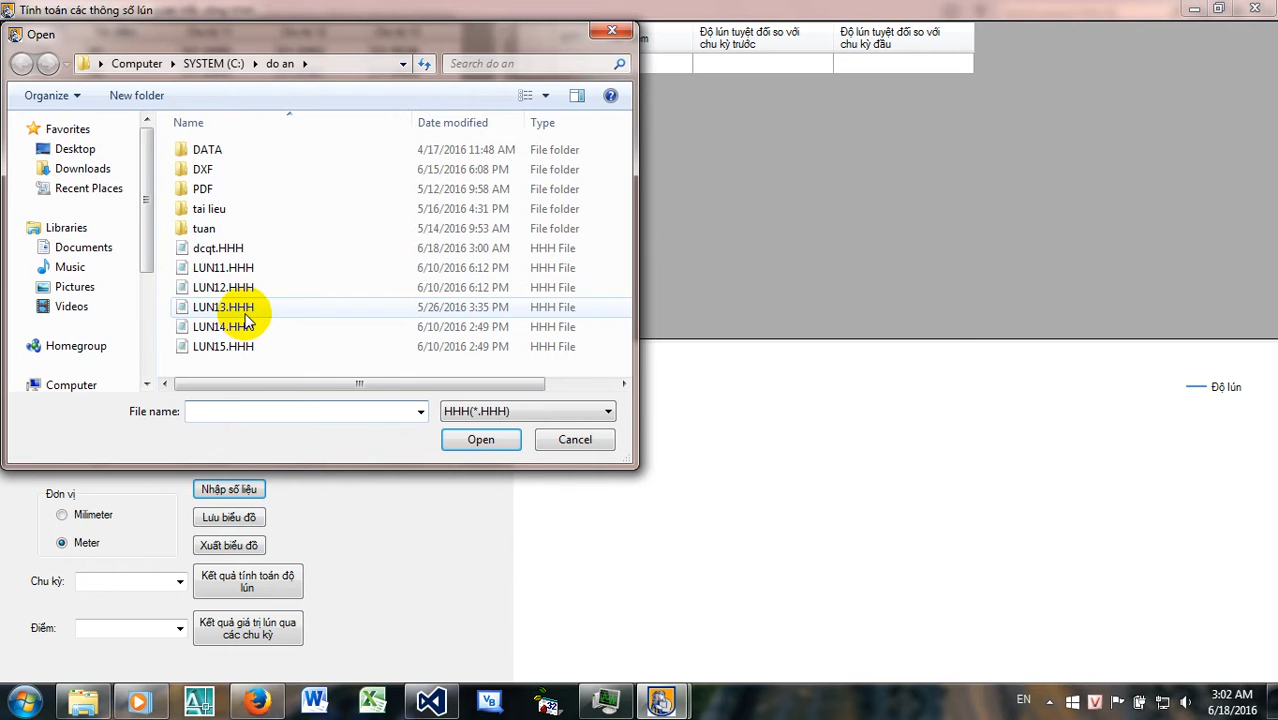 Tính toán các thông số lún
Open
Computer SYSTEM (C:) do an
Search do an
Organize New folder
Name Date modified Type
DATA 4/17/2016 11:48 AM File folder
DXF 6/15/2016 6:08 PM File folder
PDF 5/12/2016 9:58 AM File folder
tai lieu 5/16/2016 4:31 PM File folder
tuan 5/14/2016 9:53 AM File folder
dcqt.HHH 6/18/2016 3:00 AM HHH File
LUN11.HHH 6/10/2016 6:12 PM HHH File
LUN12.HHH 6/10/2016 6:12 PM HHH File
LUN13.HHH 5/26/2016 3:35 PM HHH File
LUN14.HHH 6/10/2016 2:49 PM HHH File
LUN15.HHH 6/10/2016 2:49 PM HHH File
Favorites
Desktop
Downloads
Recent Places
Libraries
Documents
Music
Pictures
Videos
Homegroup
Computer
File name:
HHH(*.HHH)
Open Cancel
Độ lún tuyệt đối so với
chu kỳ trước
Độ lún tuyệt đối so với
chu kỳ đầu
Độ lún
Đơn vị
Milimeter
Meter
Nhập số liệu
Lưu biểu đồ
Xuất biểu đồ
Chu kỳ:
Kết quả tính toán độ
lún
Điểm:
Kết quả giá trị lún qua
các chu kỳ
EN
3:02 AM
6/18/2016